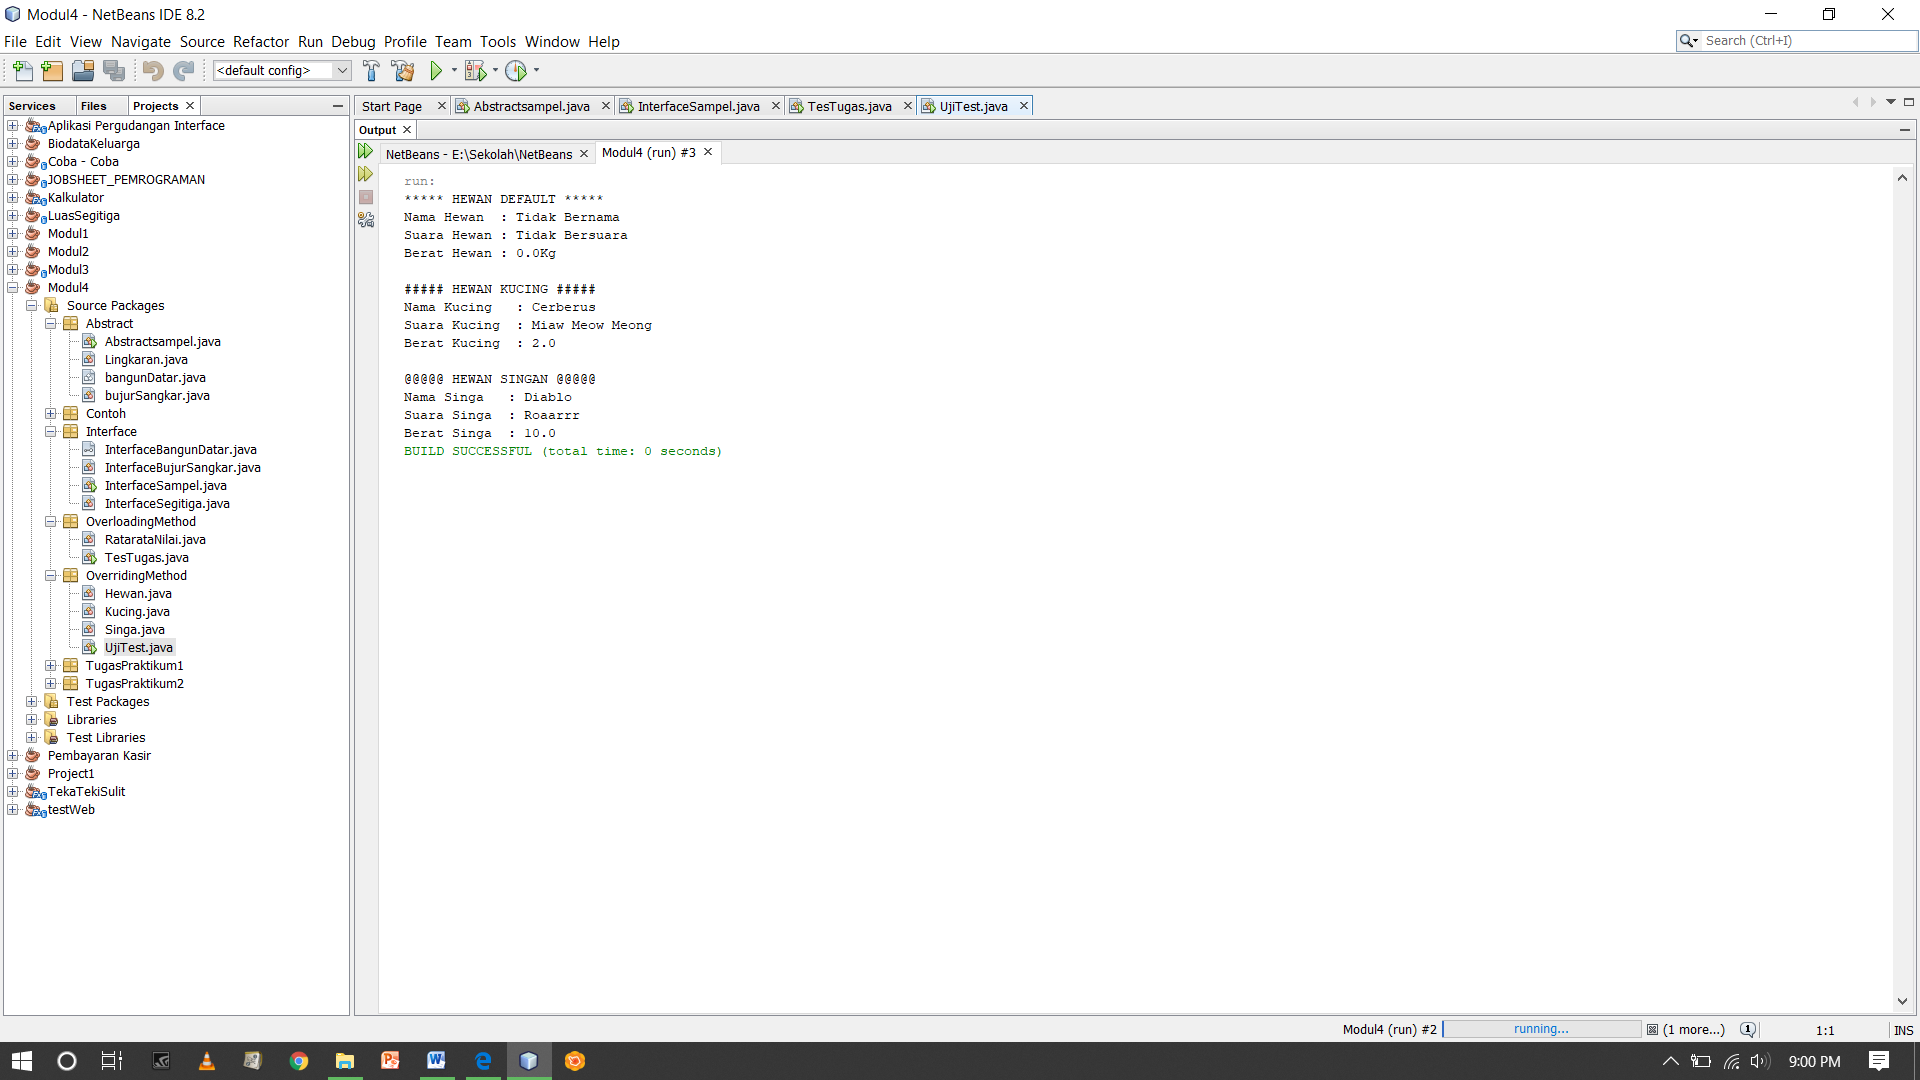 Modul4 - NetBeans IDE 8.2
File Edit View Navigate Source Refactor Run Debug Profile Team Tools Window Help
Search (Ctrl+I)
<default config>
Services Files Projects
Start Page Abstractsampel.java InterfaceSampel.java TesTugas.java UjiTest.java
Output
NetBeans - E:\Sekolah\NetBeans Modul4 (run) #3
Aplikasi Pergudangan Interface
BiodataKeluarga
Coba - Coba
JOBSHEET_PEMROGRAMAN
Kalkulator
LuasSegitiga
Modul1
Modul2
Modul3
Modul4
Source Packages
Abstract
Abstractsampel.java
Lingkaran.java
bangunDatar.java
bujurSangkar.java
Contoh
Interface
InterfaceBangunDatar.java
InterfaceBujurSangkar.java
InterfaceSampel.java
InterfaceSegitiga.java
OverloadingMethod
RatarataNilai.java
TesTugas.java
OverridingMethod
Hewan.java
Kucing.java
Singa.java
UjiTest.java
TugasPraktikum1
TugasPraktikum2
Test Packages
Libraries
Test Libraries
Pembayaran Kasir
Project1
TekaTekiSulit
testWeb
run:
***** HEWAN DEFAULT *****
Nama Hewan  : Tidak Bernama
Suara Hewan : Tidak Bersuara
Berat Hewan : 0.0Kg
##### HEWAN KUCING #####
Nama Kucing   : Cerberus
Suara Kucing  : Miaw Meow Meong
Berat Kucing  : 2.0
@@@@@ HEWAN SINGAN @@@@@
Nama Singa   : Diablo
Suara Singa  : Roaarrr
Berat Singa  : 10.0
BUILD SUCCESSFUL (total time: 0 seconds)
Modul4 (run) #2 running... (1 more...) 1:1 INS
9:00 PM